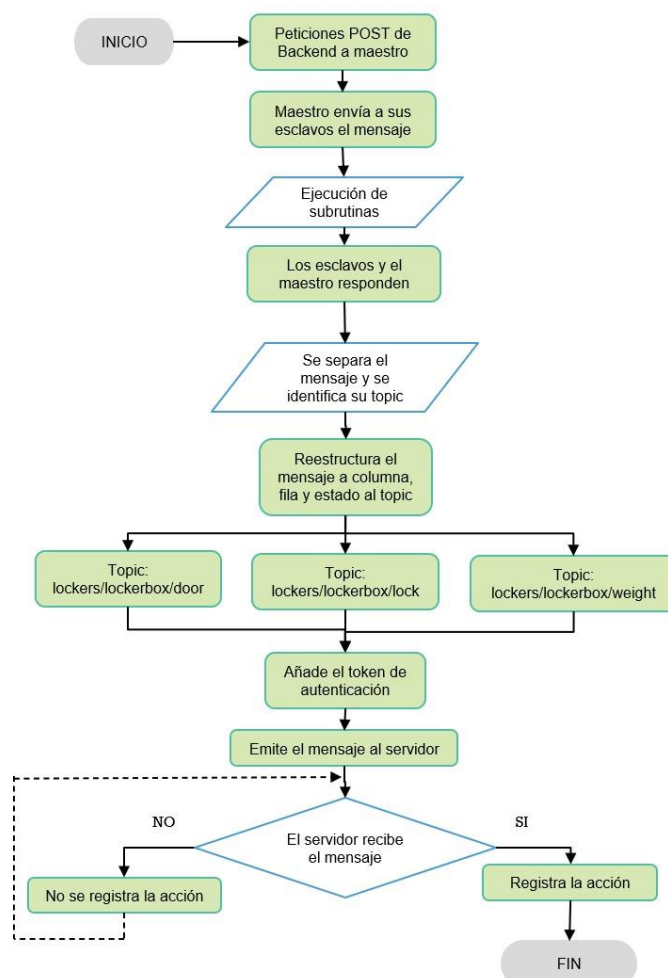 INICIO
Peticiones POST de
Backend a maestro
Maestro envía a sus
esclavos el mensaje
Ejecución de
subrutinas
Los esclavos y el
maestro responden
Se separa el
mensaje y se
identifica su topic
Reestructura el
mensaje a columna,
fila y estado al topic
Topic:
lockers/lockerbox/door
Topic:
lockers/lockerbox/lock
Topic:
lockers/lockerbox/weight
Añade el token de
autenticación
Emite el mensaje al servidor
NO
SI
El servidor recibe
el mensaje
No se registra la acción
Registra la acción
FIN